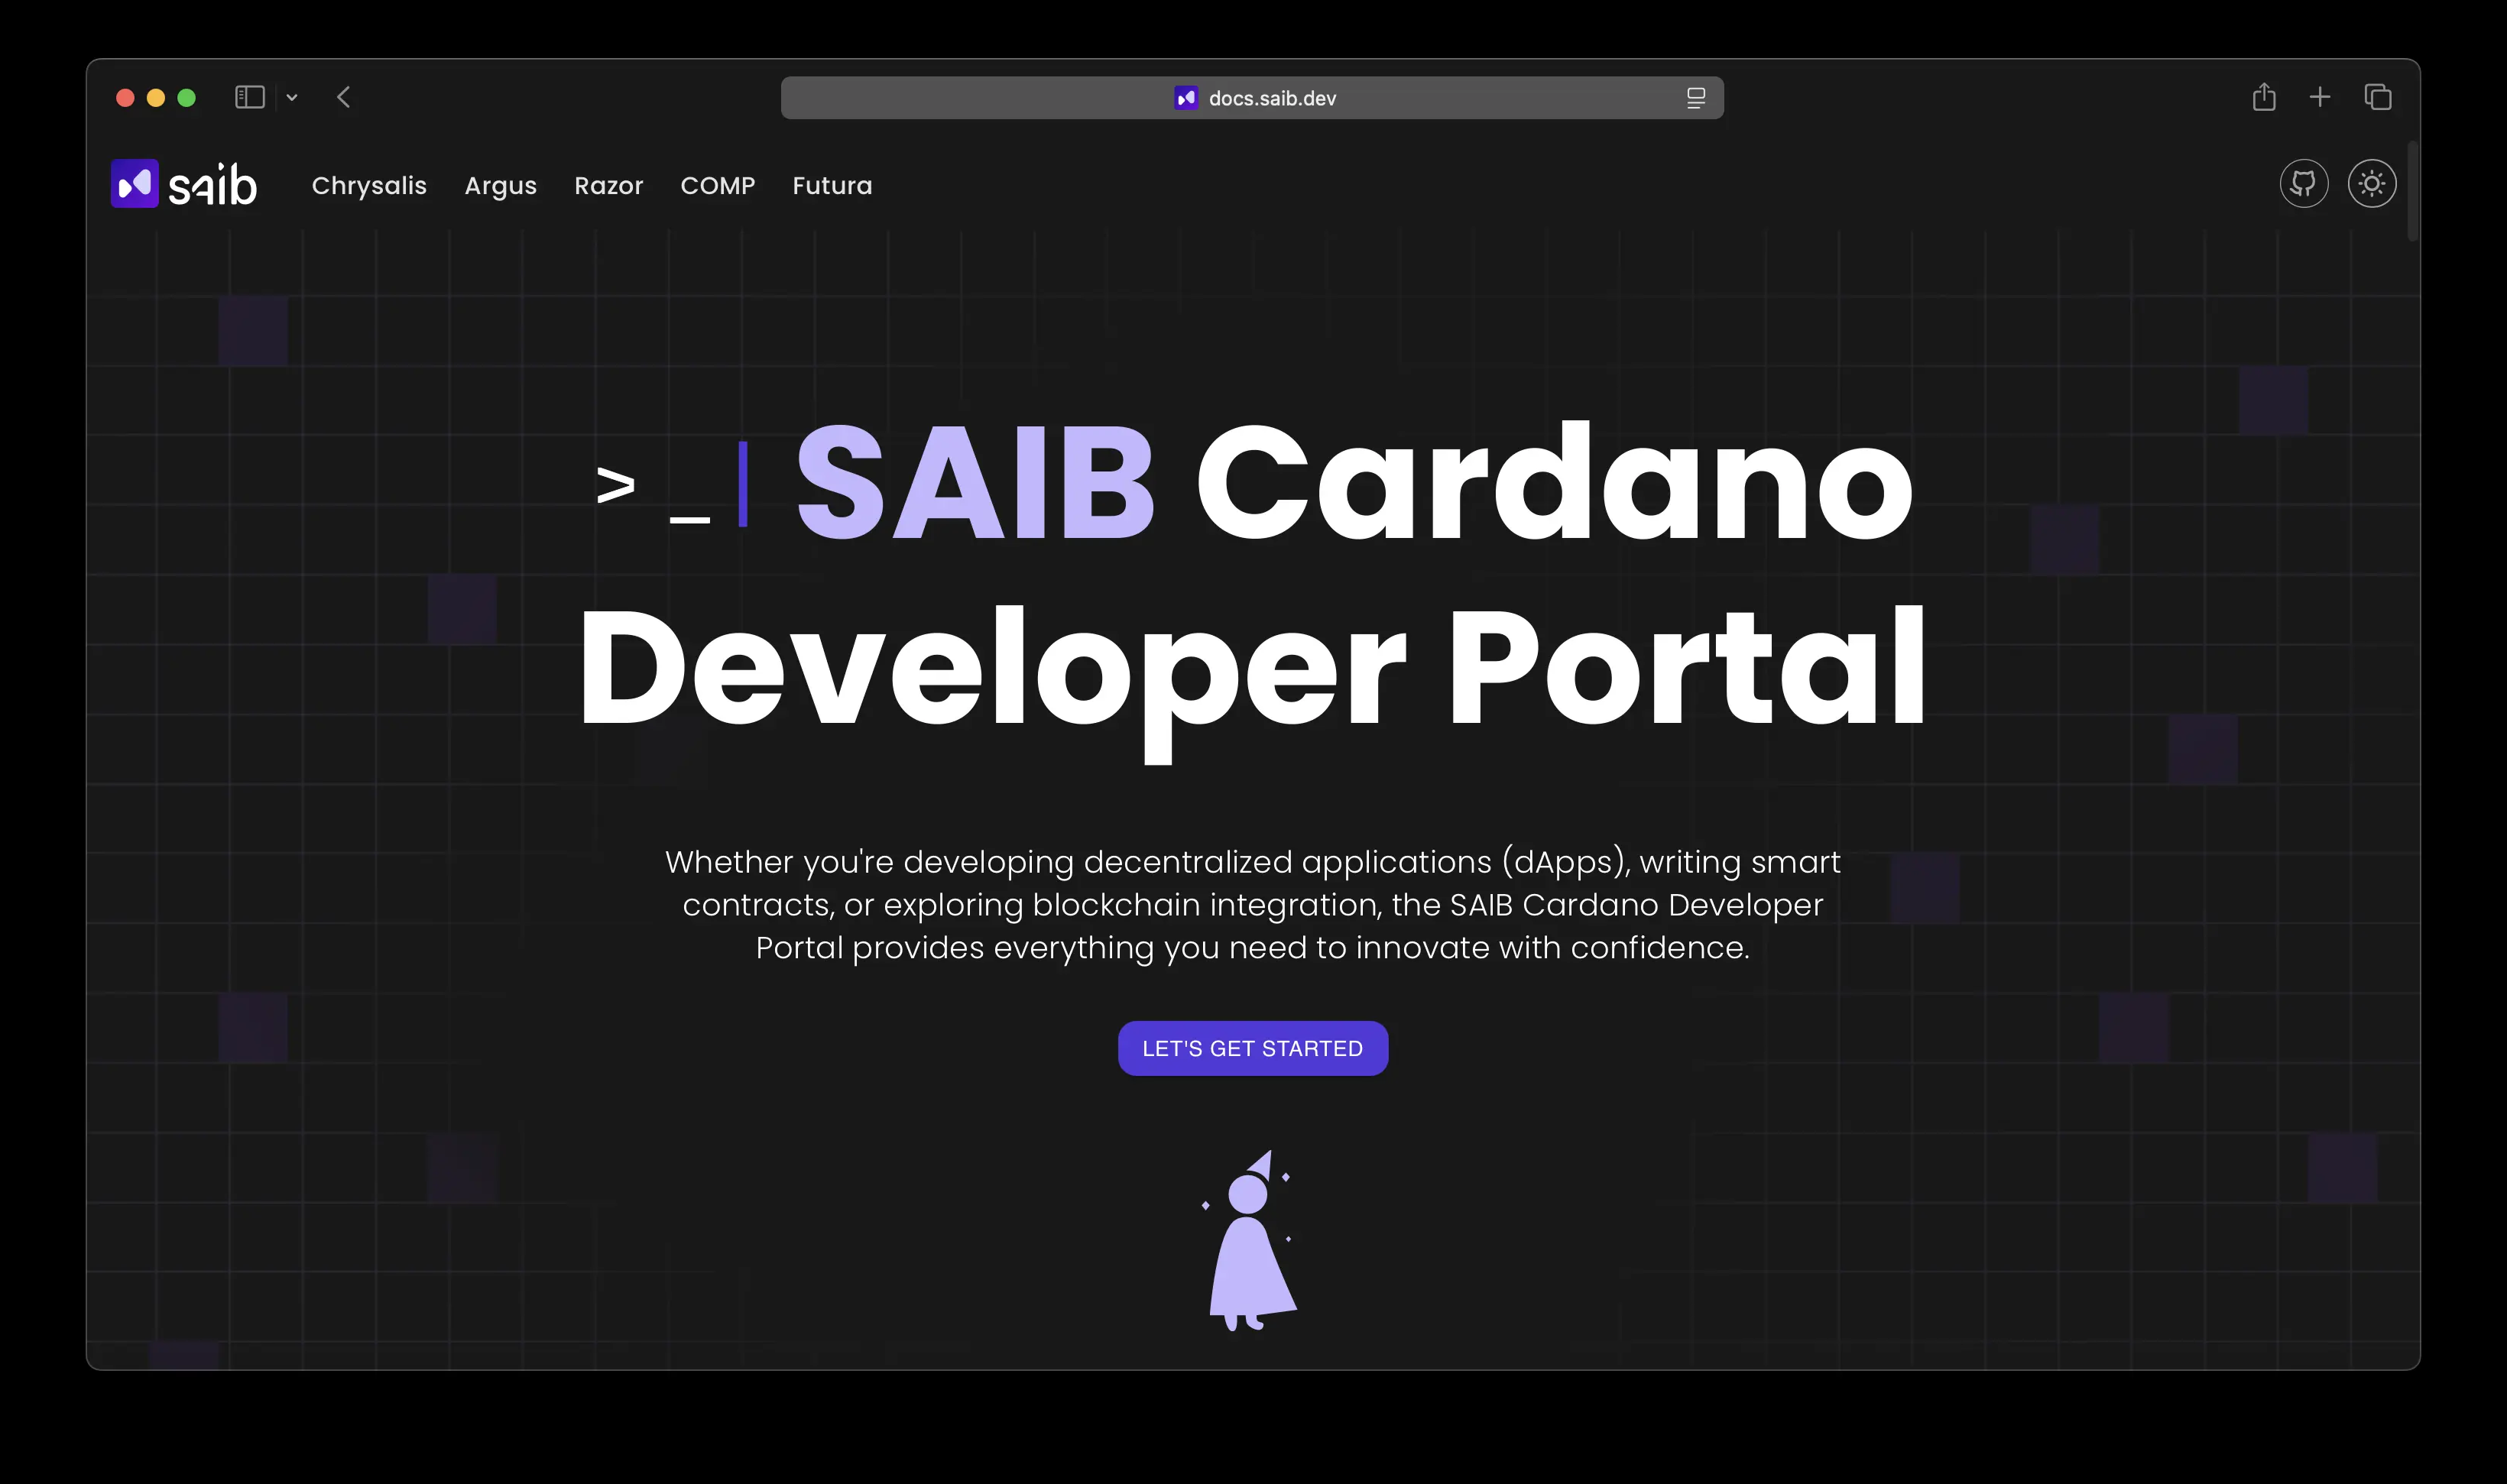 docs.saib.dev
saib Chrysalis Argus Razor COMP Futura
> _ | SAIB Cardano
Developer Portal
Whether you're developing decentralized applications (dApps), writing smart
contracts, or exploring blockchain integration, the SAIB Cardano Developer
Portal provides everything you need to innovate with confidence.
LET'S GET STARTED